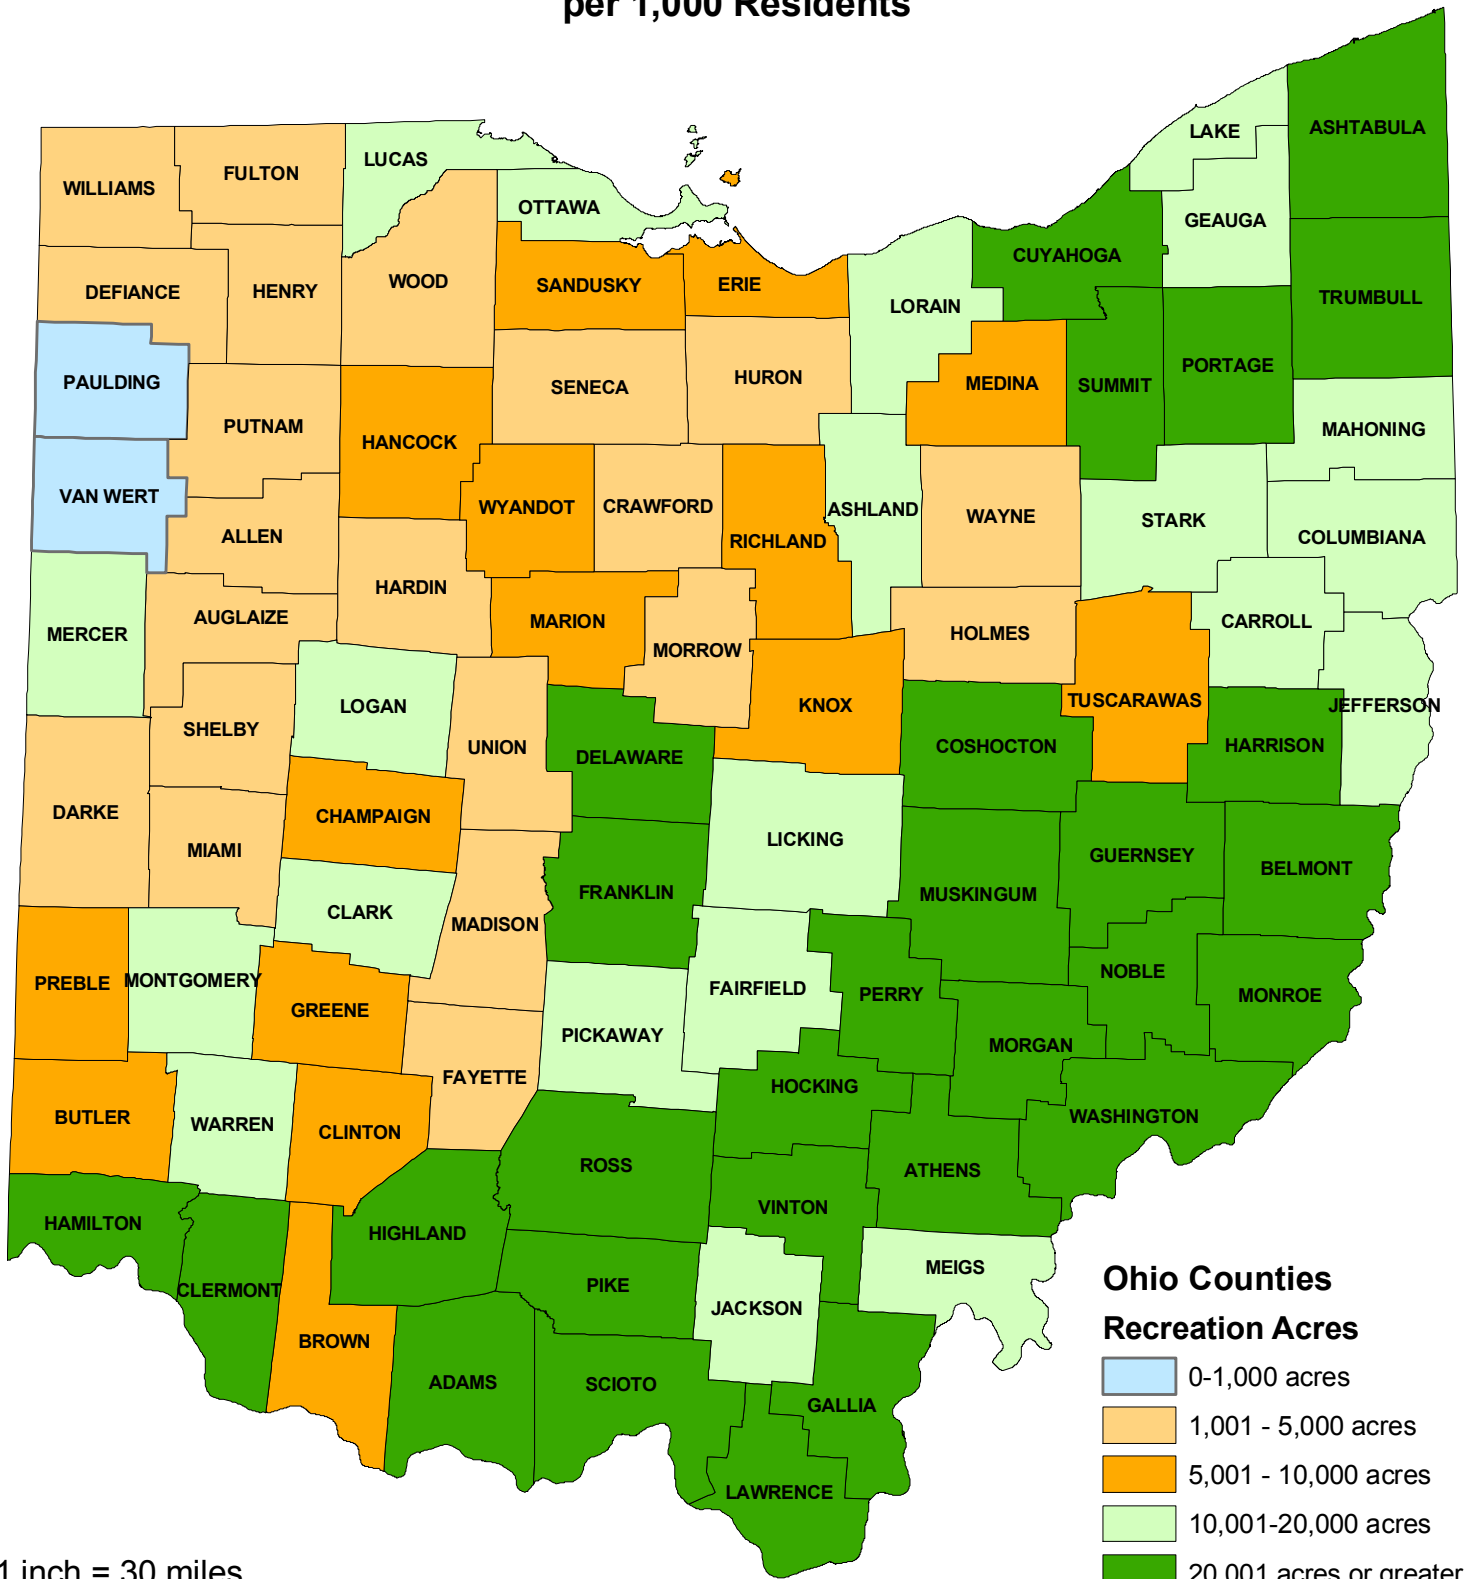 per 1,000 Residents
LAKE
ASHTABULA
LUCAS
FULTON
WILLIAMS
OTTAWA
GEAUGA
CUYAHOGA
WOOD
SANDUSKY
ERIE
DEFIANCE
HENRY
TRUMBULL
LORAIN
PORTAGE
PAULDING
HURON
MEDINA
SUMMIT
SENECA
PUTNAM
MAHONING
HANCOCK
VAN WERT
WYANDOT
CRAWFORD
ASHLAND
WAYNE
STARK
ALLEN
RICHLAND
COLUMBIANA
HARDIN
AUGLAIZE
MARION
CARROLL
MERCER
HOLMES
MORROW
LOGAN
KNOX
TUSCARAWAS
JEFFERSON
SHELBY
UNION
COSHOCTON
HARRISON
DELAWARE
DARKE
CHAMPAIGN
LICKING
MIAMI
GUERNSEY
BELMONT
FRANKLIN
MUSKINGUM
CLARK
MADISON
NOBLE
PREBLE
MONTGOMERY
FAIRFIELD
PERRY
MONROE
GREENE
PICKAWAY
MORGAN
FAYETTE
HOCKING
BUTLER
WARREN
CLINTON
WASHINGTON
ROSS
ATHENS
VINTON
HAMILTON
HIGHLAND
MEIGS
CLERMONT
PIKE
JACKSON
BROWN
ADAMS
SCIOTO
GALLIA
LAWRENCE
Ohio Counties
Recreation Acres
0-1,000 acres
1,001 - 5,000 acres
5,001 - 10,000 acres
10,001-20,000 acres
20,001 acres or greater
1 inch = 30 miles